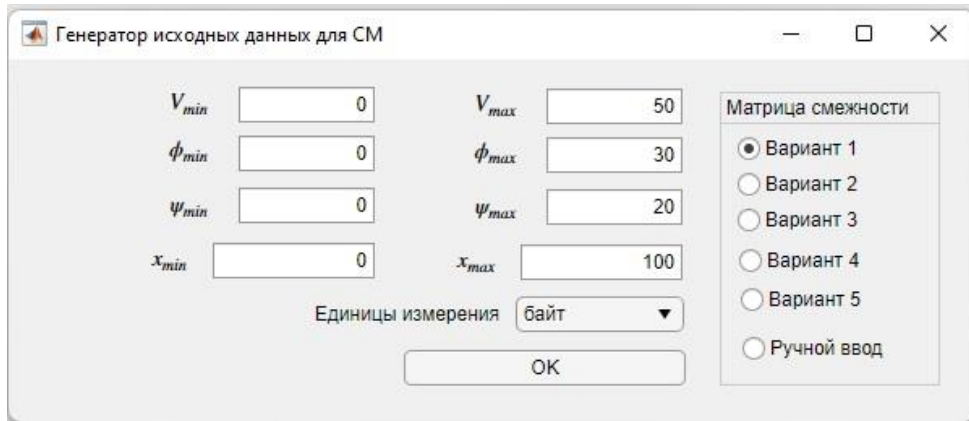 Генератор исходных данных для СМ
V_min 0 V_max 50
ϕ_min 0 ϕ_max 30
ψ_min 0 ψ_max 20
x_min 0 x_max 100
Единицы измерения байт
OK
Матрица смежности
Вариант 1
Вариант 2
Вариант 3
Вариант 4
Вариант 5
Ручной ввод